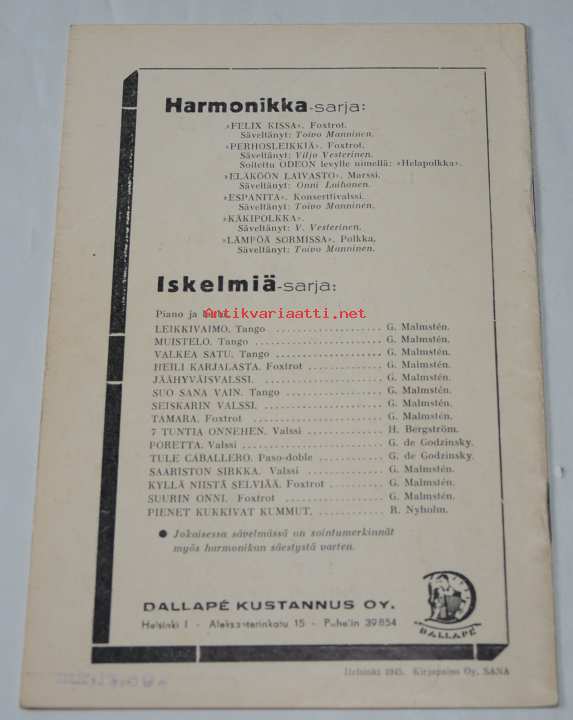 Harmonikka-sarja:
»FELIX KISSA». Foxtrot.
Säveltänyt: Toivo Manninen.
»PERHOSLEIKKIÄ». Foxtrot.
Säveltänyt: Viljo Vesterinen.
Soitettu ODEON levylle nimellä: »Helapolkka».
»ELÄKÖÖN LAIVASTO». Marssi.
Säveltänyt: Onni Laihanen.
»ESPANITA». Konserttivalssi.
Säveltänyt: Toivo Manninen.
»KÄKIPOLKKA».
Säveltänyt: V. Vesterinen.
»LÄMPÖÄ SORMISSA». Polkka.
Säveltänyt: Toivo Manninen.
Iskelmiä-sarja:
Piano ja
Antikvariaatti.net
LEIKKIVAIMO. Tango .................... G. Malmstén.
MUISTELO. Tango ....................... G. Malmstén.
VALKEA SATU. Tango .................... G. Malmstén.
HEILI KARJALASTA. Foxtrot ............. G. Malmstén.
JÄÄHYVÄISVALSSI. ...................... G. Malmstén.
SUO SANA VAIN. Tango .................. G. Malmstén.
SEISKARIN VALSSI. ..................... G. Malmstén.
TAMARA. Foxtrot ....................... G. Malmstén.
7 TUNTIA ONNEHEN. Valssi .............. H. Bergström.
PORETTA. Valssi ....................... G. de Godzinsky.
TULE CABALLERO. Paso-doble ............ G. de Godzinsky.
SAARISTON SIRKKA. Valssi .............. G. Malmstén.
KYLLÄ NIISTÄ SELVIÄÄ. Foxtrot ......... G. Malmstén.
SUURIN ONNI. Foxtrot .................. G. Malmstén.
PIENET KUKKIVAT KUMMUT. ............... R. Nyholm.
● Jokaisessa sävelmässä on sointumerkinnät
myös harmonikan säestystä varten.
DALLAPÉ KUSTANNUS OY.
Helsinki 1 - Aleksanterinkatu 15 - Puhelin 39 854
DALLAPÉ
Helsinki 1945. Kirjapaino Oy. SANA